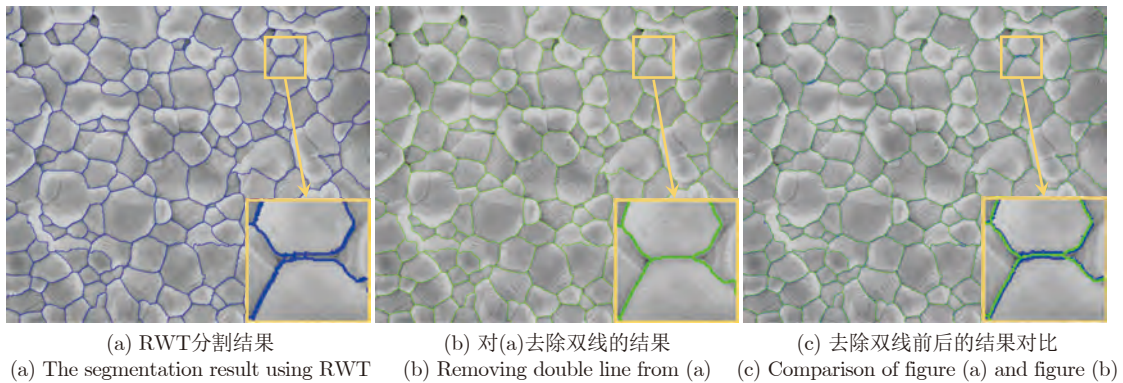 (a) RWT分割结果
(b) 对(a)去除双线的结果
(c) 去除双线前后的结果对比
(a) The segmentation result using RWT
(b) Removing double line from (a)
(c) Comparison of figure (a) and figure (b)